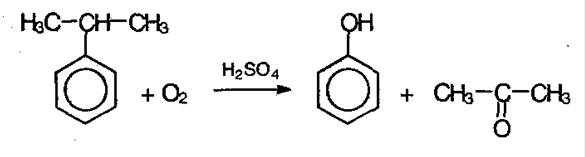 H₃C-CH-CH₃
OH
+ O₂ H₂SO₄ + CH₃-C-CH₃
O